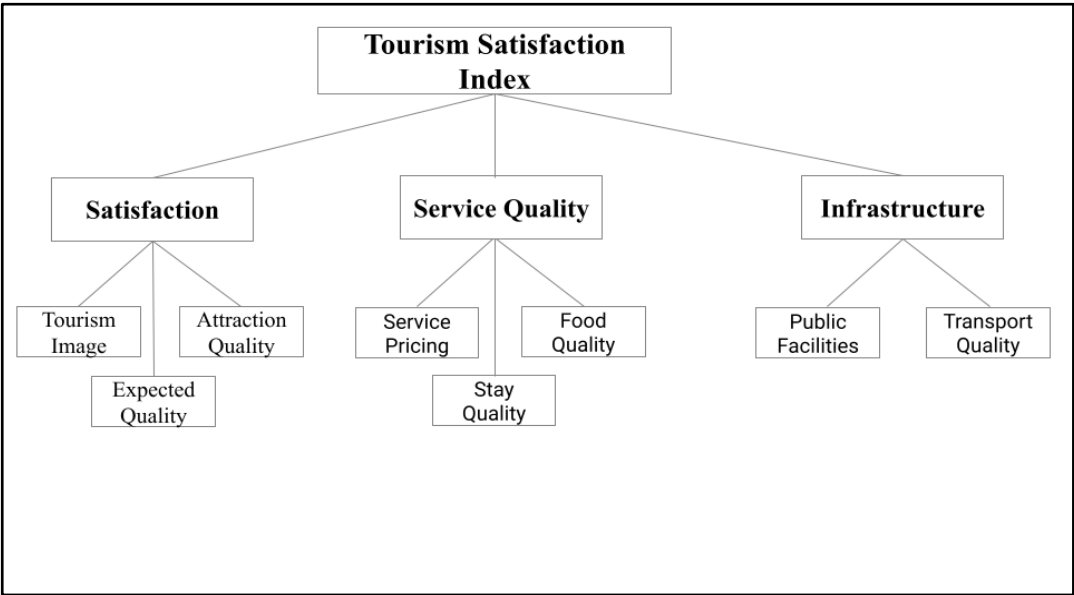 Tourism Satisfaction
Index
Satisfaction
Service Quality
Infrastructure
Tourism
Image
Attraction
Quality
Expected
Quality
Service
Pricing
Food
Quality
Stay
Quality
Public
Facilities
Transport
Quality